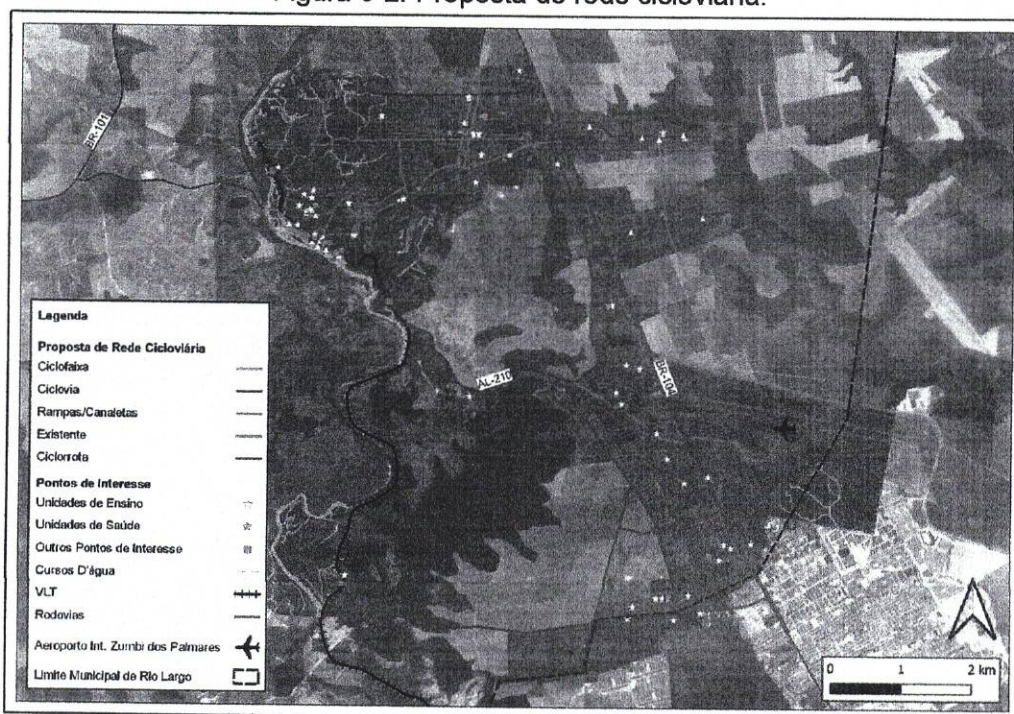 Figura 6-2. Proposta de rede cicloviária.
BR-101
AL-210
BR-104
Legenda
Proposta de Rede Cicloviária
Ciclofaixa
Ciclovia
Rampas/Canaletas
Existente
Ciclorrota
Pontos de Interesse
Unidades de Ensino
Unidades de Saúde
Outros Pontos de Interesse
Cursos D'água
VLT
Rodovias
Aeroporto Int. Zumbi dos Palmares
Limite Municipal de Rio Largo
0 1 2 km